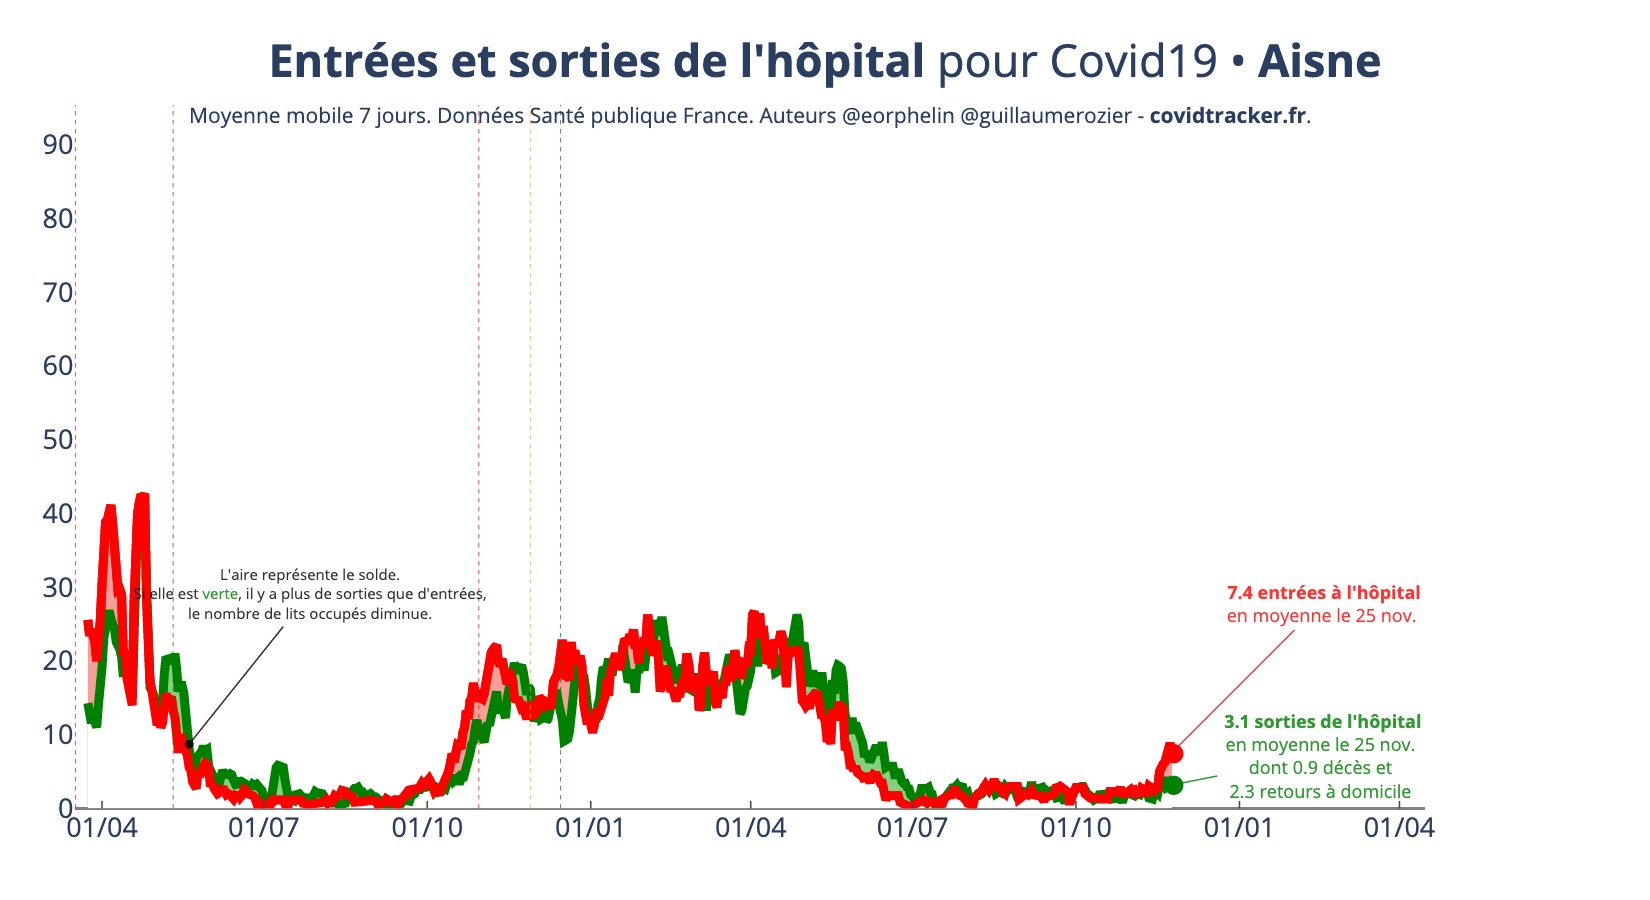 Entrées et sorties de l'hôpital pour Covid19 • Aisne
Moyenne mobile 7 jours. Données Santé publique France. Auteurs @eorphelin @guillaumerozier - covidtracker.fr.
90
80
70
60
50
40
30
20
10
0
L'aire représente le solde.
Si elle est verte, il y a plus de sorties que d'entrées,
le nombre de lits occupés diminue.
7.4 entrées à l'hôpital
en moyenne le 25 nov.
3.1 sorties de l'hôpital
en moyenne le 25 nov.
dont 0.9 décès et
2.3 retours à domicile
01/04 01/07 01/10 01/01 01/04 01/07 01/10 01/01 01/04